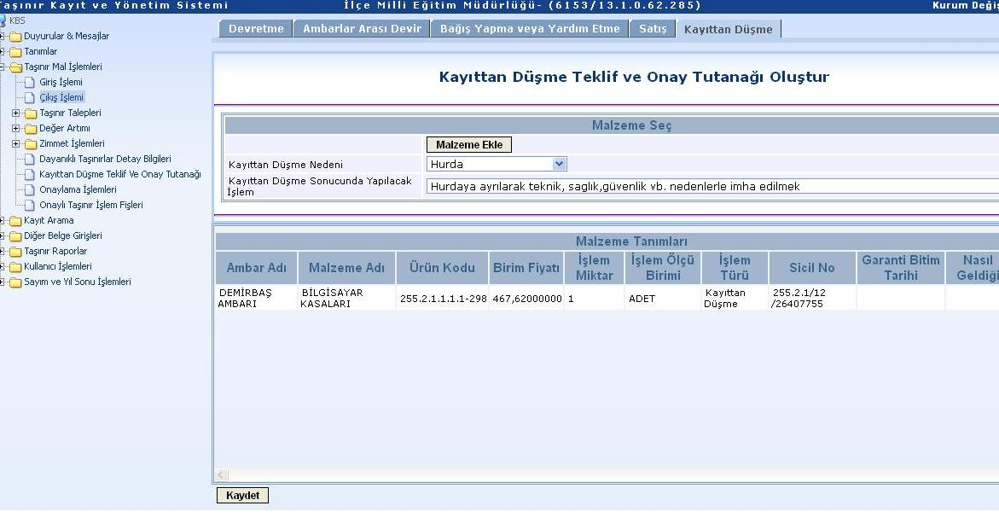 Taşınır Kayıt ve Yönetim Sistemi
İlçe Milli Eğitim Müdürlüğü- (6153/13.1.0.62.285)
Kurum Değiş
KBS
Duyurular & Mesajlar
Tanımlar
Taşınır Mal İşlemleri
Giriş İşlemi
Çıkış İşlemi
Taşınır Talepleri
Değer Artımı
Zimmet İşlemleri
Dayanıklı Taşınırlar Detay Bilgileri
Kayıttan Düşme Teklif Ve Onay Tutanağı
Onaylama İşlemleri
Onaylı Taşınır İşlem Fişleri
Kayıt Arama
Diğer Belge Girişleri
Taşınır Raporlar
Kullanıcı İşlemleri
Sayım ve Yıl Sonu İşlemleri
Devretme
Ambarlar Arası Devir
Bağış Yapma veya Yardım Etme
Satış
Kayıttan Düşme
Kayıttan Düşme Teklif ve Onay Tutanağı Oluştur
Malzeme Seç
Malzeme Ekle
Kayıttan Düşme Nedeni
Hurda
Kayıttan Düşme Sonucunda Yapılacak
İşlem
Hurdaya ayrılarak teknik, saglık,güvenlik vb. nedenlerle imha edilmek
Malzeme Tanımları
Ambar Adı
Malzeme Adı
Ürün Kodu
Birim Fiyatı
İşlem
Miktar
İşlem Ölçü
Birimi
İşlem
Türü
Sicil No
Garanti Bitim
Tarihi
Nasıl
Geldiği
DEMİRBAŞ
AMBARI
BİLGİSAYAR
KASALARI
255.2.1.1.1.1-298
467,62000000
1
ADET
Kayıttan
Düşme
255.2.1/12
/26407755
Kaydet